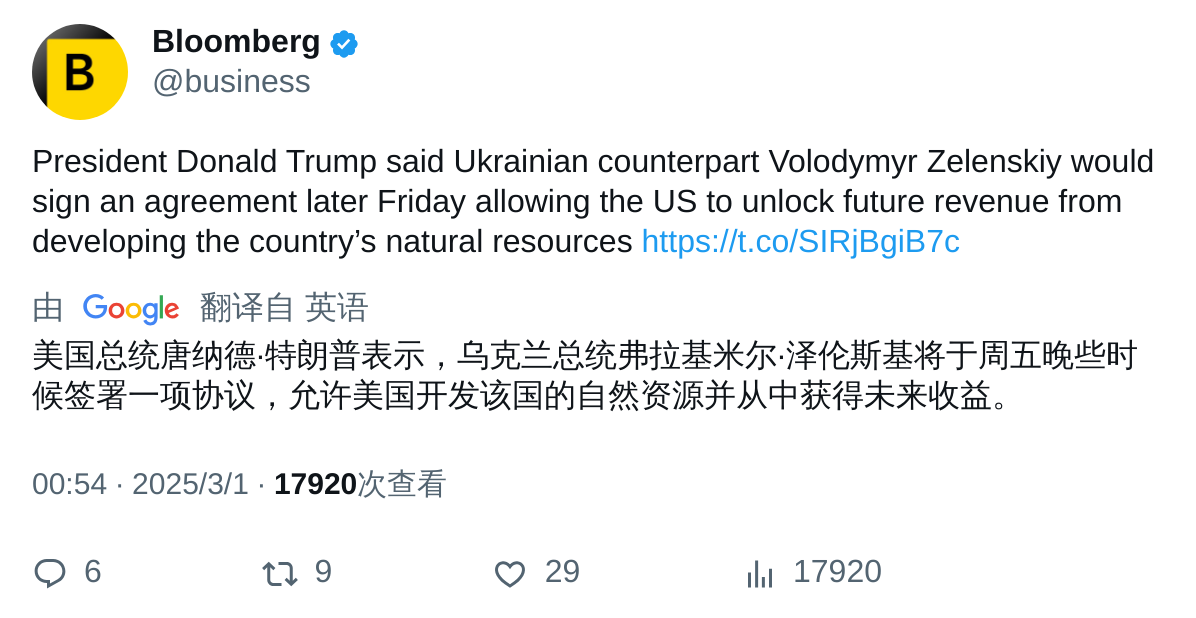 B
Bloomberg
@business
President Donald Trump said Ukrainian counterpart Volodymyr Zelenskiy would
sign an agreement later Friday allowing the US to unlock future revenue from
developing the country’s natural resources https://t.co/SIRjBgiB7c
由 Google 翻译自 英语
美国总统唐纳德·特朗普表示，乌克兰总统弗拉基米尔·泽伦斯基将于周五晚些时
候签署一项协议，允许美国开发该国的自然资源并从中获得未来收益。
00:54 · 2025/3/1 · 17920次查看
6 9 29 17920